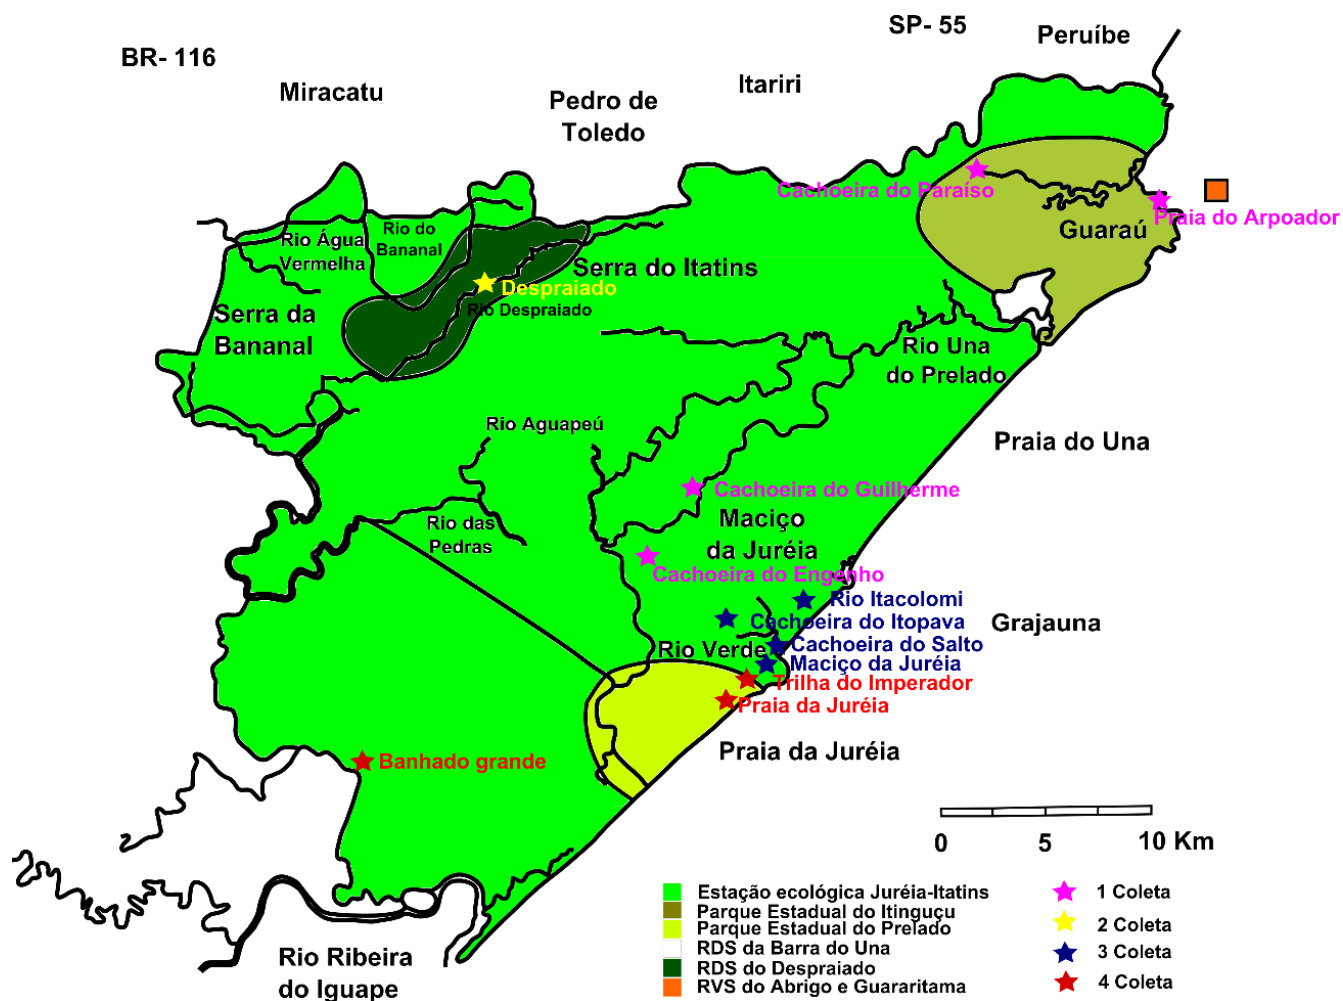 SP- 55
Peruíbe
BR- 116
Miracatu
Itariri
Pedro de
Toledo
Cachoeira do Paraíso
Praia do Arpoador
Guaraú
Rio Água
Vermelha
Rio do
Bananal
Serra do Itatins
Despraiado
Rio Despraiado
Serra da
Bananal
Rio Una
do Prelado
Rio Aguapeú
Praia do Una
Cachoeira do Guilherme
Maciço
da Juréia
Rio das
Pedras
Cachoeira do Engenho
Rio Itacolomi
Cachoeira do Itopava
Grajauna
Rio Verde
Cachoeira do Salto
Maciço da Juréia
Trilha do Imperador
Praia da Juréia
Praia da Juréia
Banhado grande
0 5 10 Km
Estação ecológica Juréia-Itatins
Parque Estadual do Itinguçu
Parque Estadual do Prelado
RDS da Barra do Una
RDS do Despraiado
RVS do Abrigo e Guararitama
1 Coleta
2 Coleta
3 Coleta
4 Coleta
Rio Ribeira
do Iguape